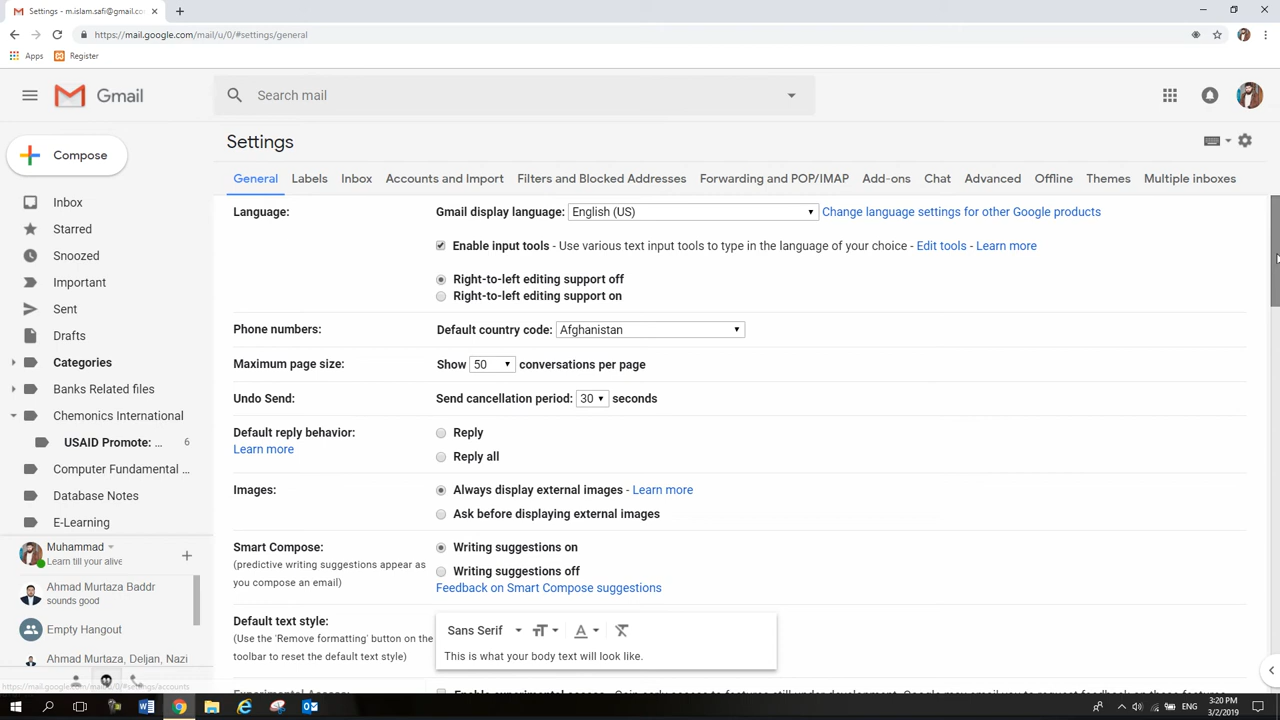 Settings - m.islam.safi@gmail.co
https://mail.google.com/mail/u/0/#settings/general
Apps
Register
Gmail
Search mail
Compose
Inbox
Starred
Snoozed
Important
Sent
Drafts
Categories
Banks Related files
Chemonics International
USAID Promote: ... 6
Computer Fundamental ...
Database Notes
E-Learning
Muhammad
Learn till your alive
Ahmad Murtaza Baddr
sounds good
Empty Hangout
Ahmad Murtaza, Deljan, Nazi
https://mail.google.com/mail/u/0/#settings/accounts
Settings
General Labels Inbox Accounts and Import Filters and Blocked Addresses Forwarding and POP/IMAP Add-ons Chat Advanced Offline Themes Multiple inboxes
Language: Gmail display language: English (US) Change language settings for other Google products
Enable input tools - Use various text input tools to type in the language of your choice - Edit tools - Learn more
Right-to-left editing support off
Right-to-left editing support on
Phone numbers: Default country code: Afghanistan
Maximum page size: Show 50 conversations per page
Undo Send: Send cancellation period: 30 seconds
Default reply behavior: Reply
Learn more
Reply all
Images: Always display external images - Learn more
Ask before displaying external images
Smart Compose: Writing suggestions on
(predictive writing suggestions appear as
you compose an email)
Writing suggestions off
Feedback on Smart Compose suggestions
Default text style:
(Use the 'Remove formatting' button on the
toolbar to reset the default text style)
Sans Serif
This is what your body text will look like.
ENG
3:20 PM
3/2/2019